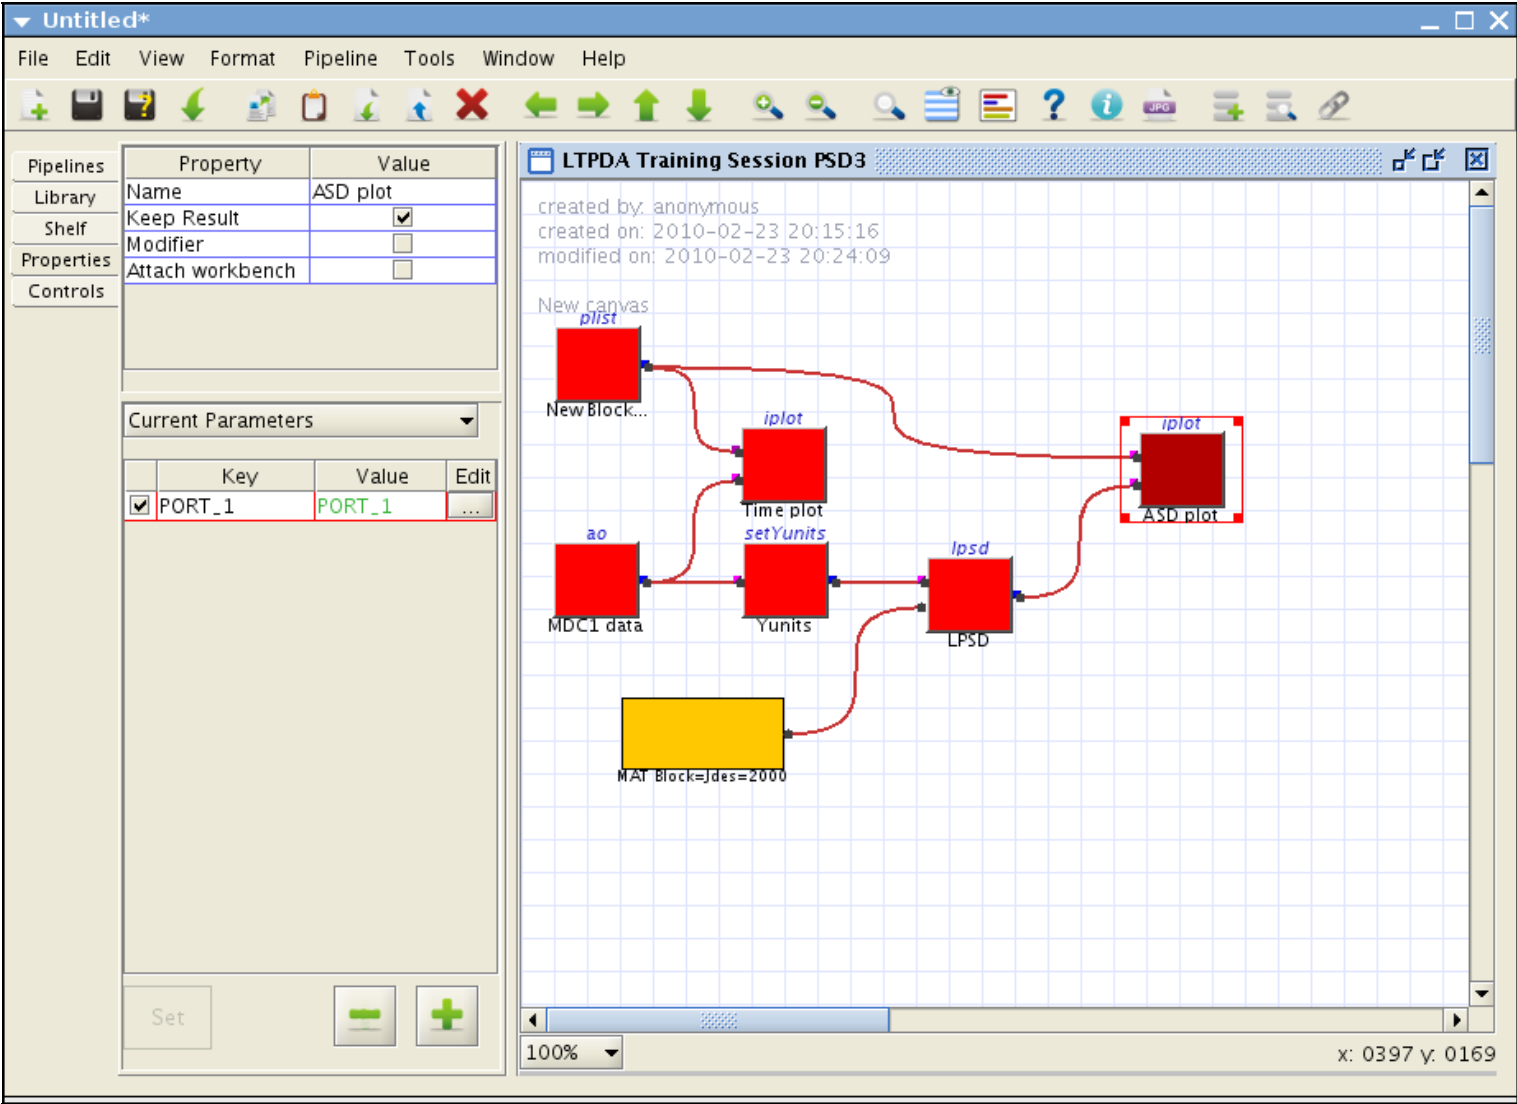 Untitled*
File Edit View Format Pipeline Tools Window Help
JPG
Pipelines
Library
Shelf
Properties
Controls
Property Value
Name ASD plot
Keep Result
Modifier
Attach workbench
Current Parameters
Key Value Edit
PORT_1 PORT_1 ...
Set
LTPDA Training Session PSD3
created by: anonymous
created on: 2010-02-23 20:15:16
modified on: 2010-02-23 20:24:09
New canvas
plist
New Block...
iplot
Time plot
iplot
ASD plot
ao
MDC1 data
setYunits
Yunits
lpsd
LPSD
MAT Block=Jdes=2000
100%
x: 0397 y: 0169